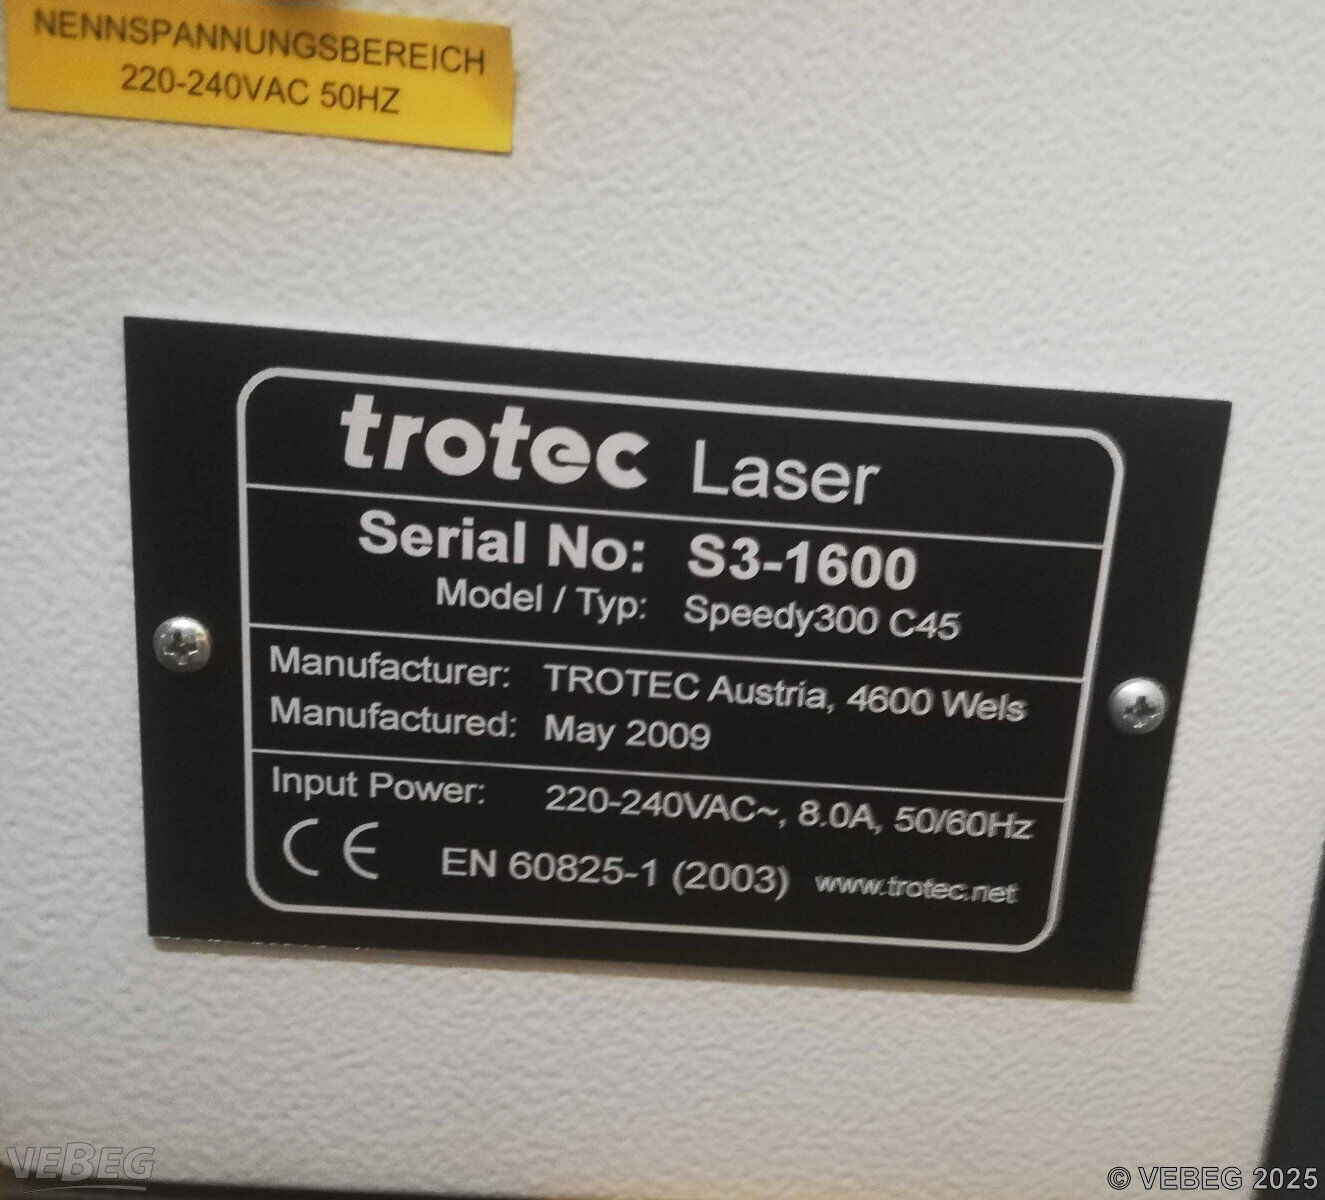 NENNSPANNUNGSBEREICH
220-240VAC 50HZ
trotec Laser
Serial No: S3-1600
Model / Typ: Speedy300 C45
Manufacturer: TROTEC Austria, 4600 Wels
Manufactured: May 2009
Input Power: 220-240VAC~, 8.0A, 50/60Hz
CE EN 60825-1 (2003) www.trotec.net
VEBEG
© VEBEG 2025